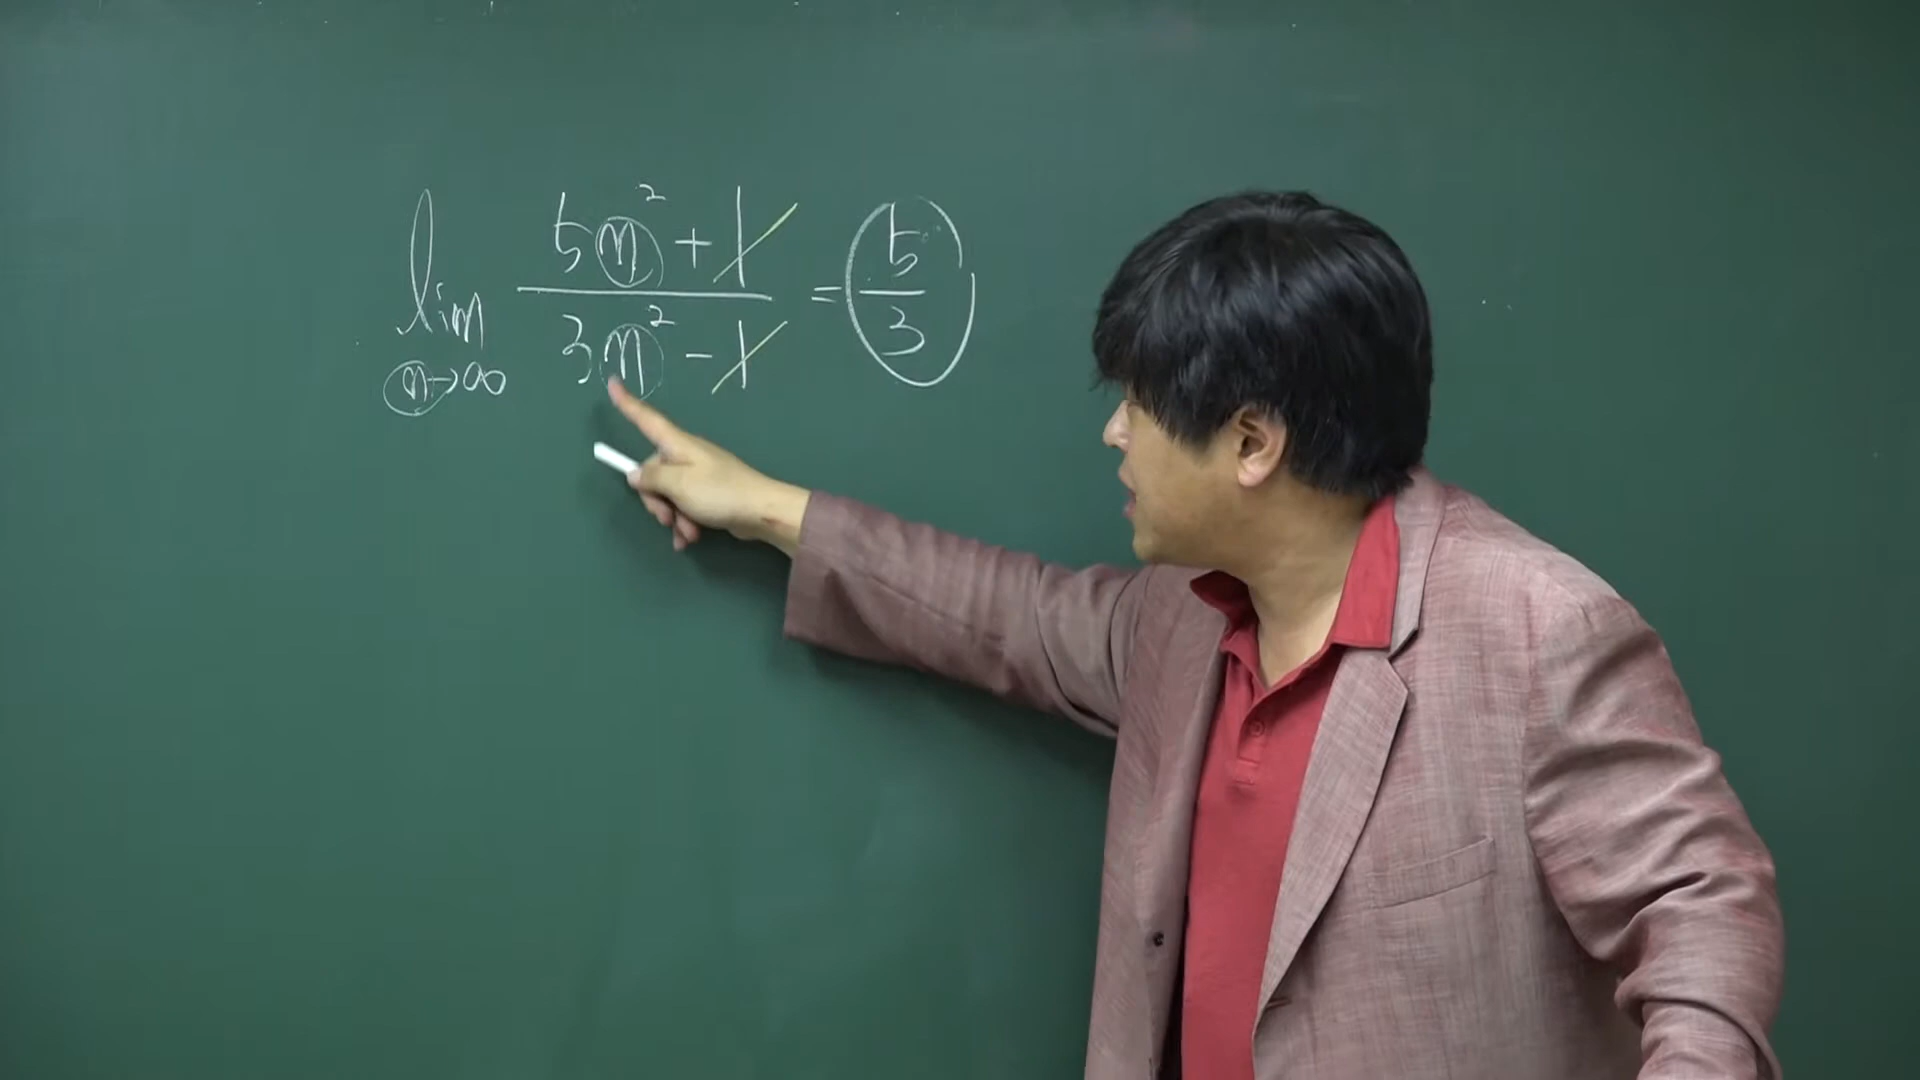 lim n→∞ (5n² + 1)/(3n² - 1) = 5/3